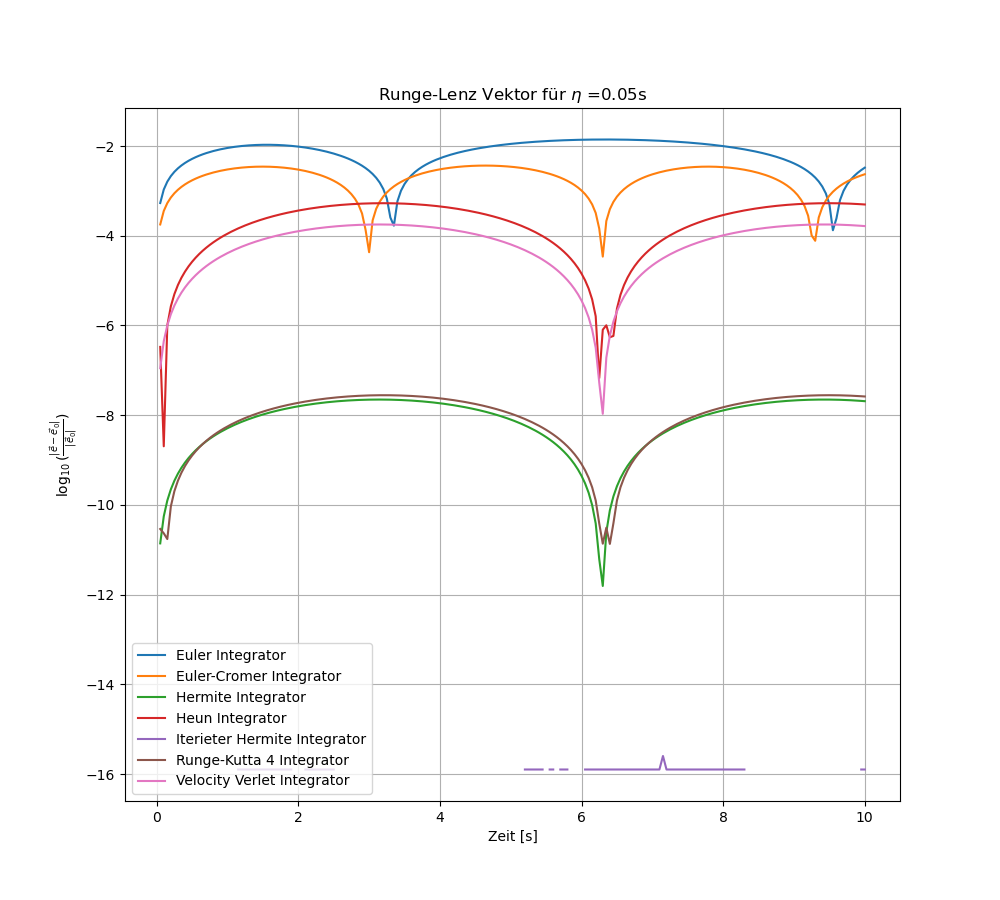 Runge-Lenz Vektor für η =0.05s
−2
−4
−6
−8
−10
−12
−14
−16
log₁₀(|e⃗ − e⃗₀|/|e⃗₀|)
Euler Integrator
Euler-Cromer Integrator
Hermite Integrator
Heun Integrator
Iterieter Hermite Integrator
Runge-Kutta 4 Integrator
Velocity Verlet Integrator
0 2 4 6 8 10
Zeit [s]